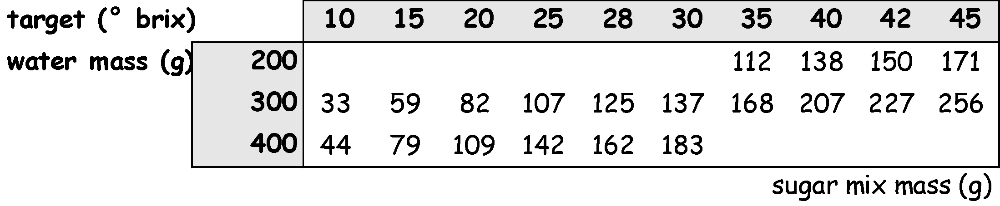 target (° brix) 10 15 20 25 28 30 35 40 42 45
water mass (g) 200 112 138 150 171
300 33 59 82 107 125 137 168 207 227 256
400 44 79 109 142 162 183
sugar mix mass (g)